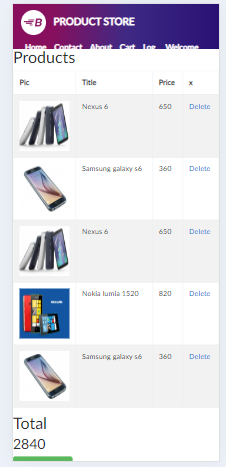 B PRODUCT STORE
Home Contact About Cart Log Welcome
Products
Pic Title Price x
Nexus 6 650 Delete
Samsung galaxy s6 360 Delete
Nexus 6 650 Delete
Nokia lumia 1520 820 Delete
Samsung galaxy s6 360 Delete
Total
2840